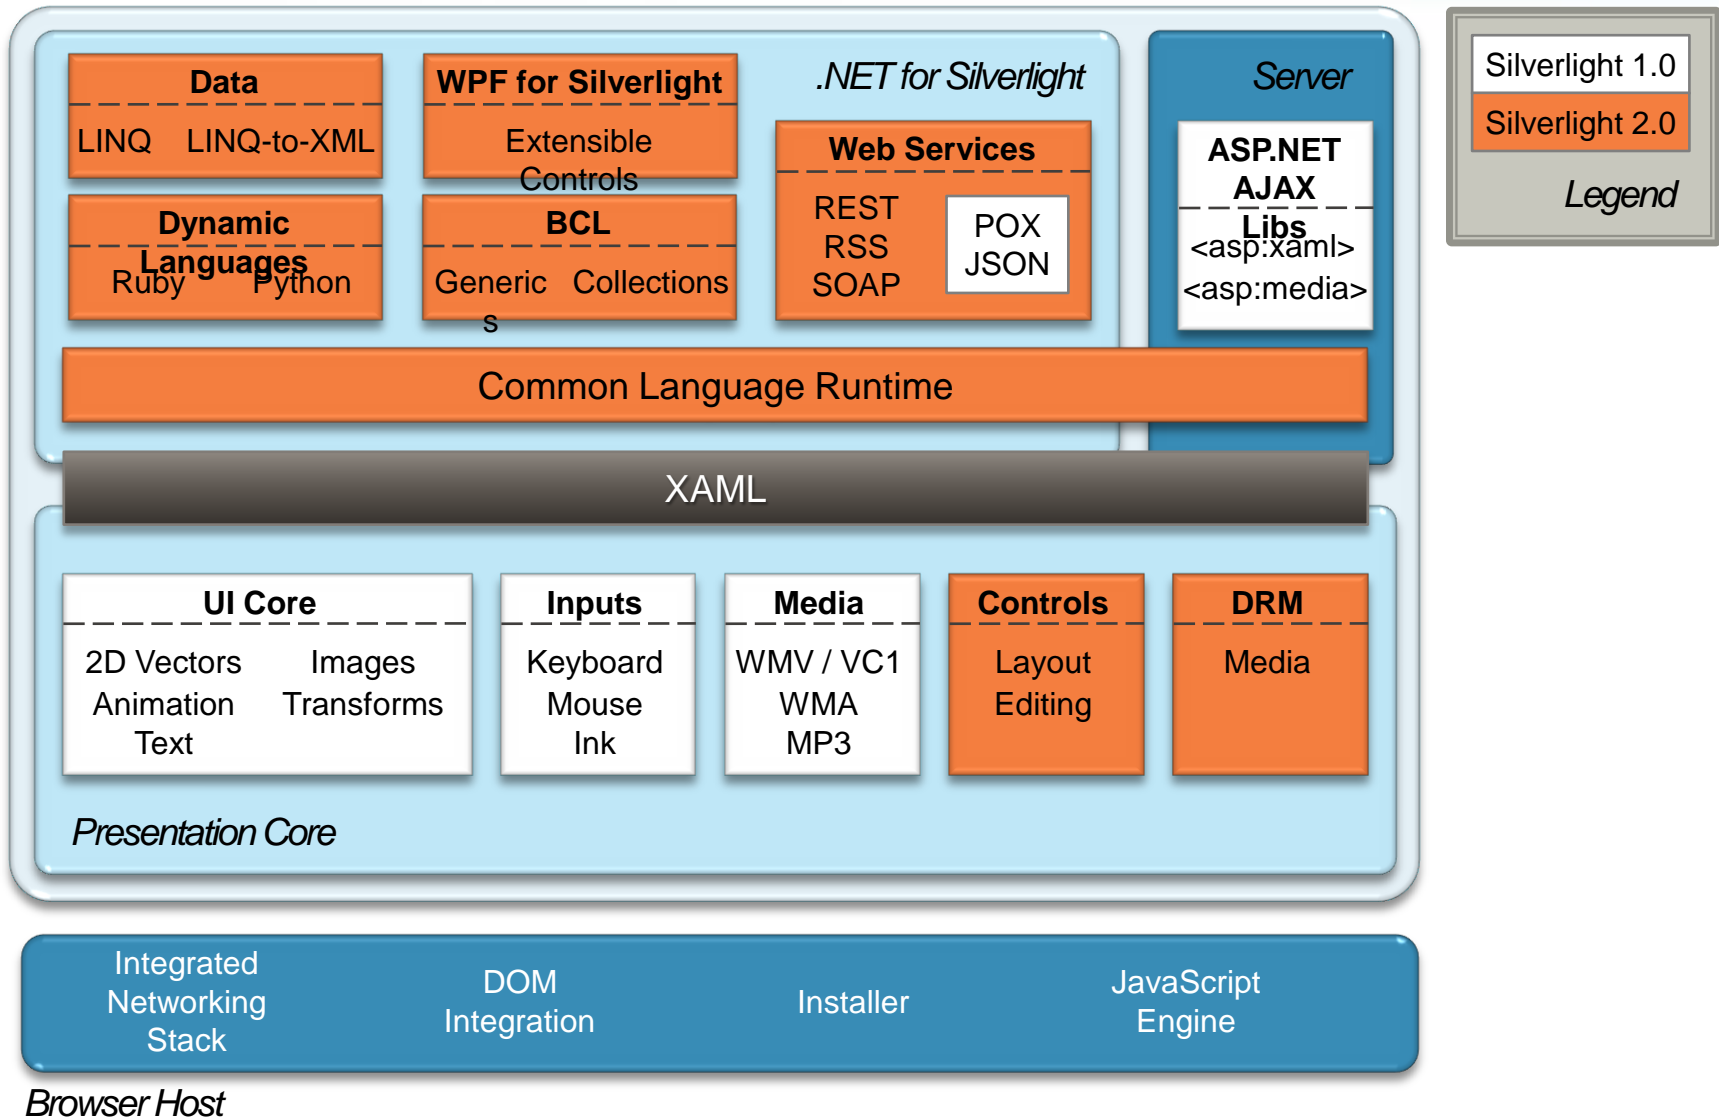 Data
LINQ LINQ-to-XML
WPF for Silverlight
Extensible
Controls
.NET for Silverlight
Dynamic
Languages
Ruby Python
BCL
Generic Collections
s
Web Services
REST
RSS
SOAP
POX
JSON
Server
ASP.NET
AJAX
Libs
<asp:xaml>
<asp:media>
Silverlight 1.0
Silverlight 2.0
Legend
Common Language Runtime
XAML
UI Core
2D Vectors Images
Animation Transforms
Text
Inputs
Keyboard
Mouse
Ink
Media
WMV / VC1
WMA
MP3
Controls
Layout
Editing
DRM
Media
Presentation Core
Integrated
Networking
Stack
DOM
Integration
Installer
JavaScript
Engine
Browser Host